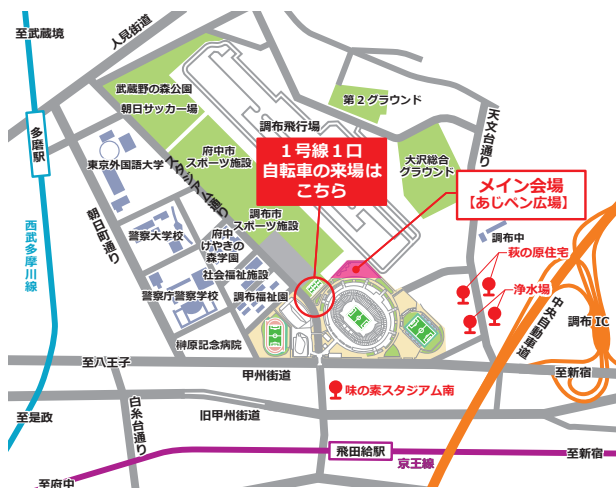 至武蔵境
人見街道
武蔵野の森公園
朝日サッカー場
第2グラウンド
調布飛行場
天文台通り
多磨駅
東京外国語大学
スタジアム通り
府中市
スポーツ施設
1号線1口
自転車の来場は
こちら
大沢総合
グラウンド
メイン会場
【あじペン広場】
朝日町通り
調布市
スポーツ施設
警察大学校
府中
けやきの
森学園
調布中
萩の原住宅
西武多摩川線
社会福祉施設
浄水場
警察庁警察学校
調布福祉園
中央自動車道
調布IC
榊原記念病院
至八王子
甲州街道
至新宿
味の素スタジアム南
白糸台通り
至是政
旧甲州街道
飛田給駅
京王線
至新宿
至府中